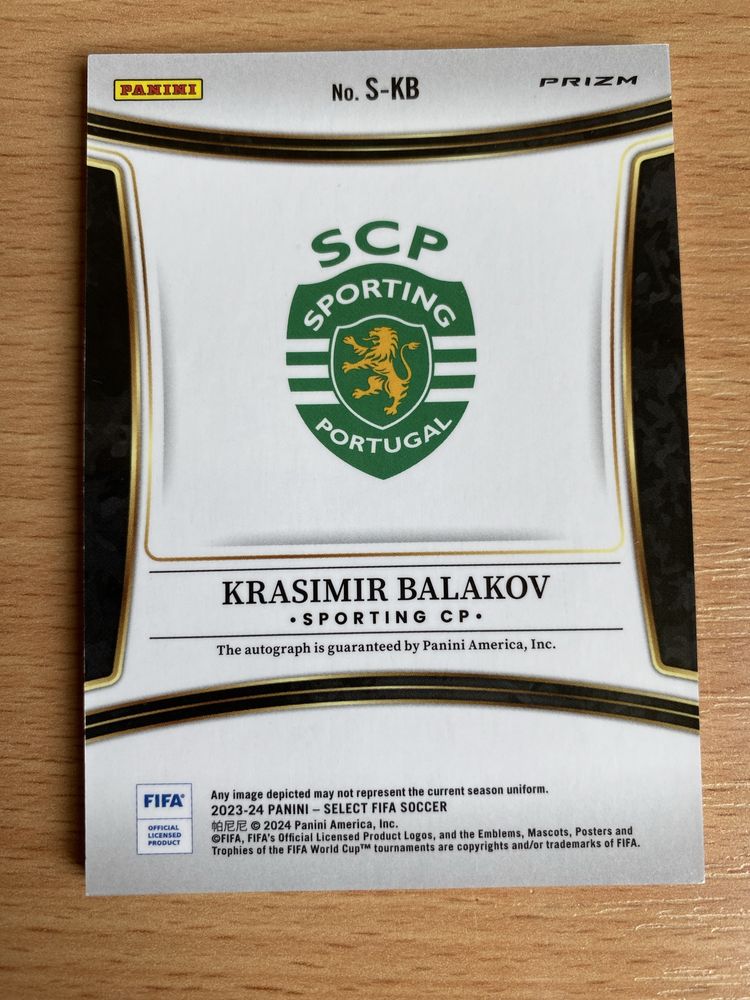 PANINI
No. S-KB
PRIZM
SCP
SPORTING
PORTUGAL
KRASIMIR BALAKOV
•SPORTING CP•
The autograph is guaranteed by Panini America, Inc.
FIFA®
OFFICIAL
LICENSED
PRODUCT
Any image depicted may not represent the current season uniform.
2023-24 PANINI – SELECT FIFA SOCCER
帕尼尼 © 2024 Panini America, Inc.
©FIFA, FIFA's Official Licensed Product Logos, and the Emblems, Mascots, Posters and
Trophies of the FIFA World Cup™ tournaments are copyrights and/or trademarks of FIFA.